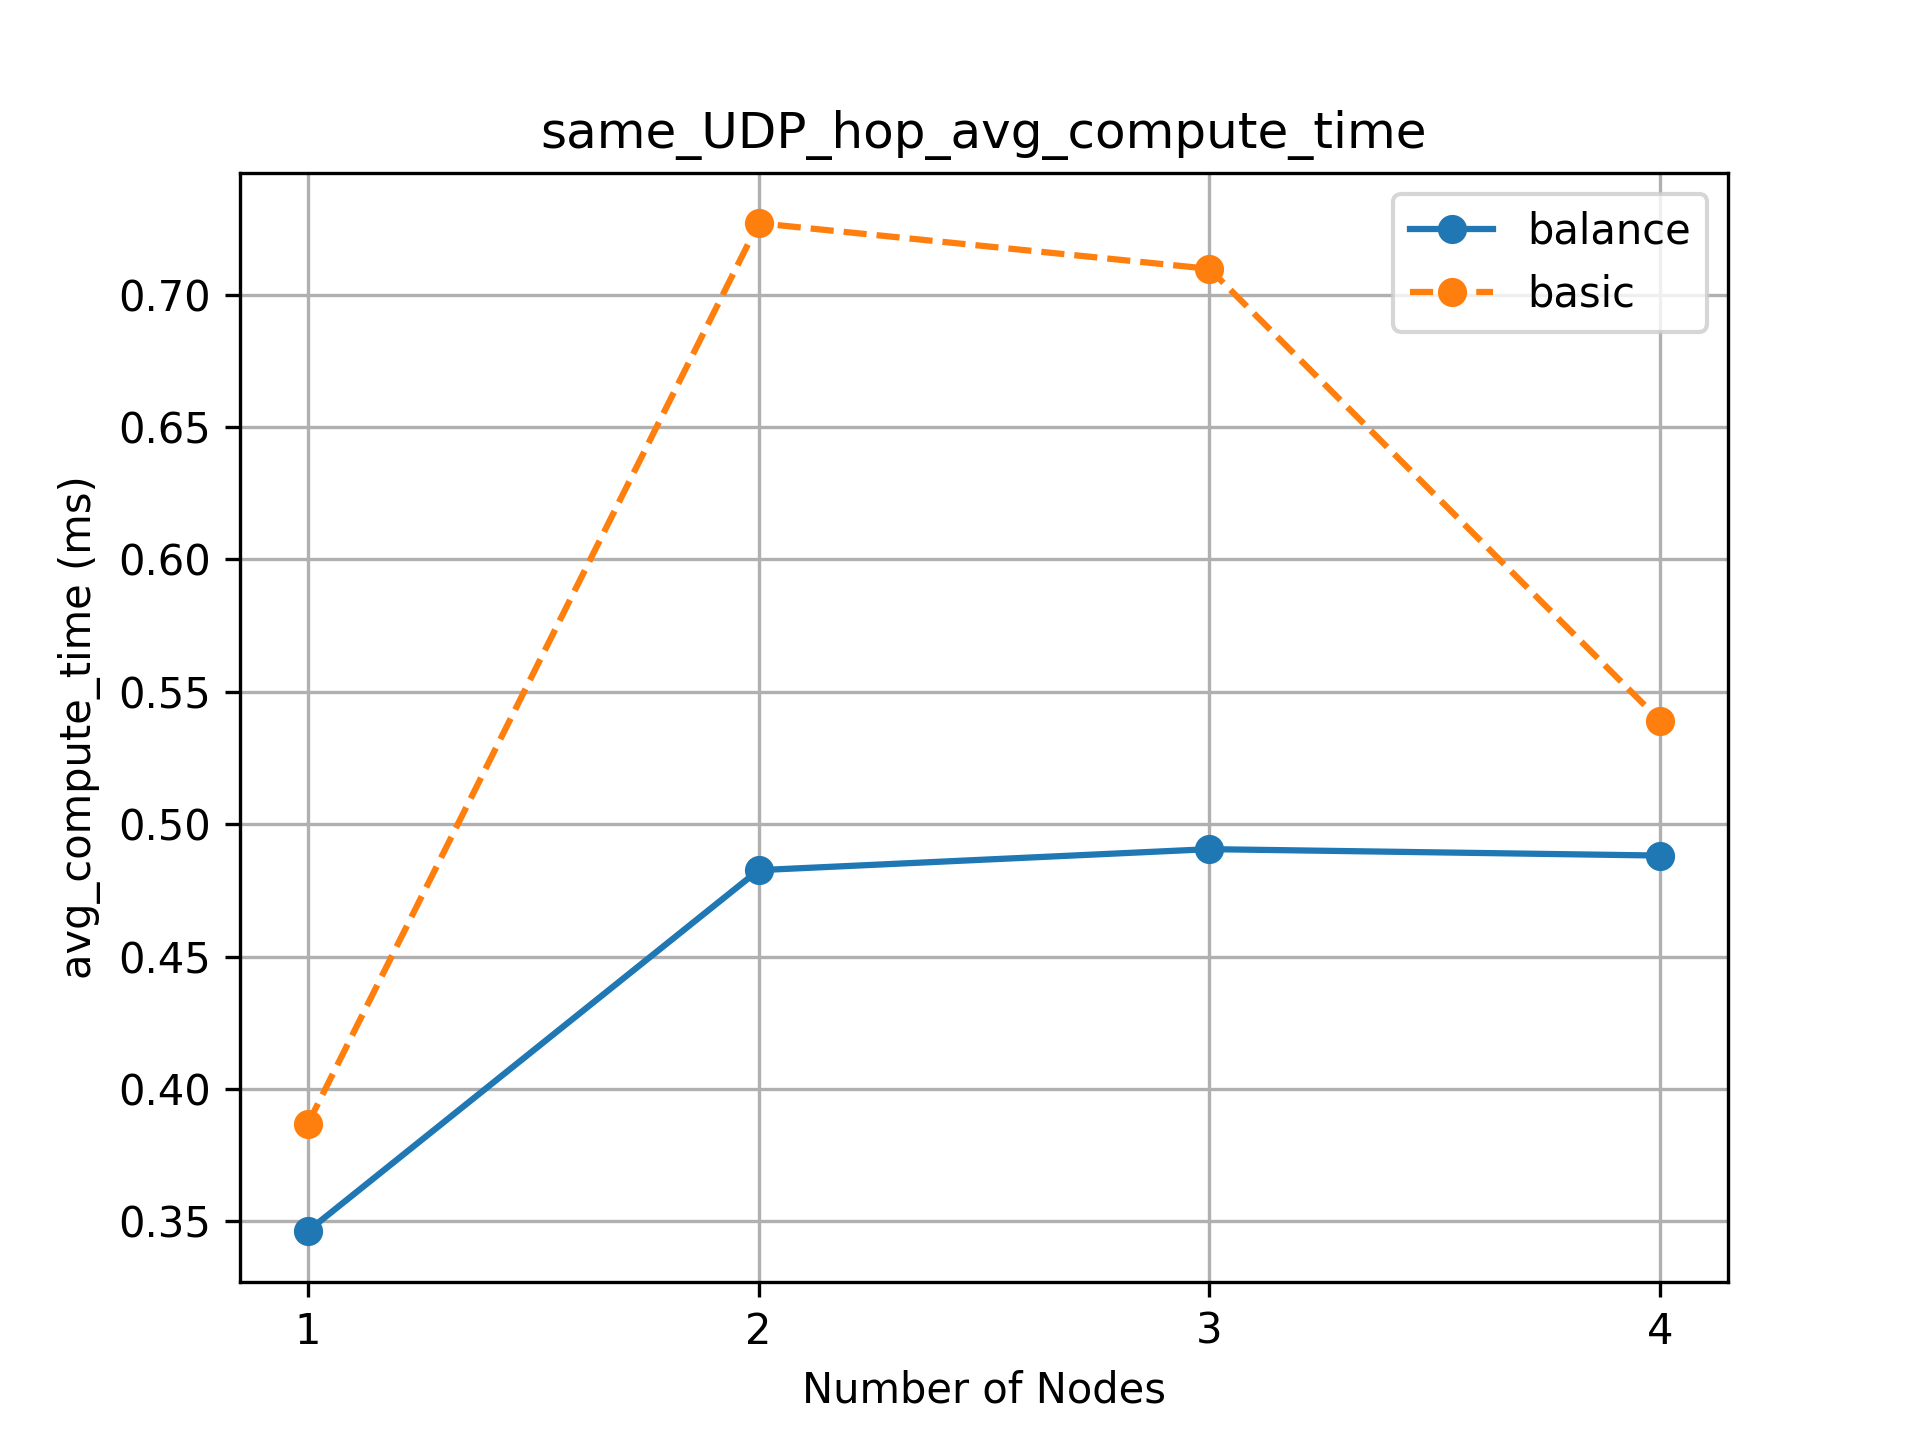 same_UDP_hop_avg_compute_time
balance
basic
avg_compute_time (ms)
0.70
0.65
0.60
0.55
0.50
0.45
0.40
0.35
1 2 3 4
Number of Nodes